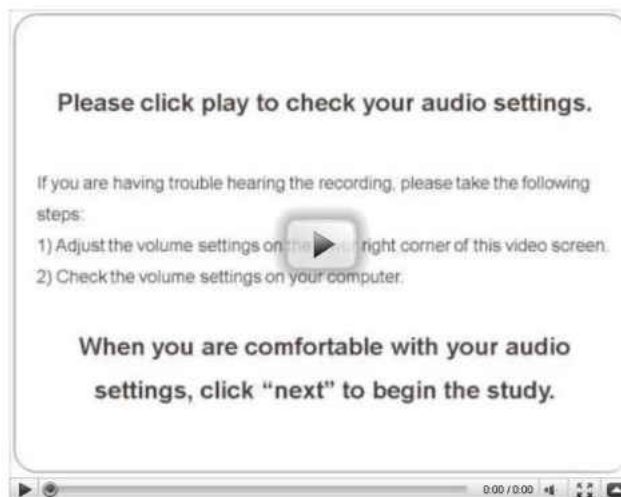 Please click play to check your audio settings.
If you are having trouble hearing the recording, please take the following
steps:
1) Adjust the volume settings on the right corner of this video screen.
2) Check the volume settings on your computer.
When you are comfortable with your audio
settings, click “next” to begin the study.
0:00 / 0:00